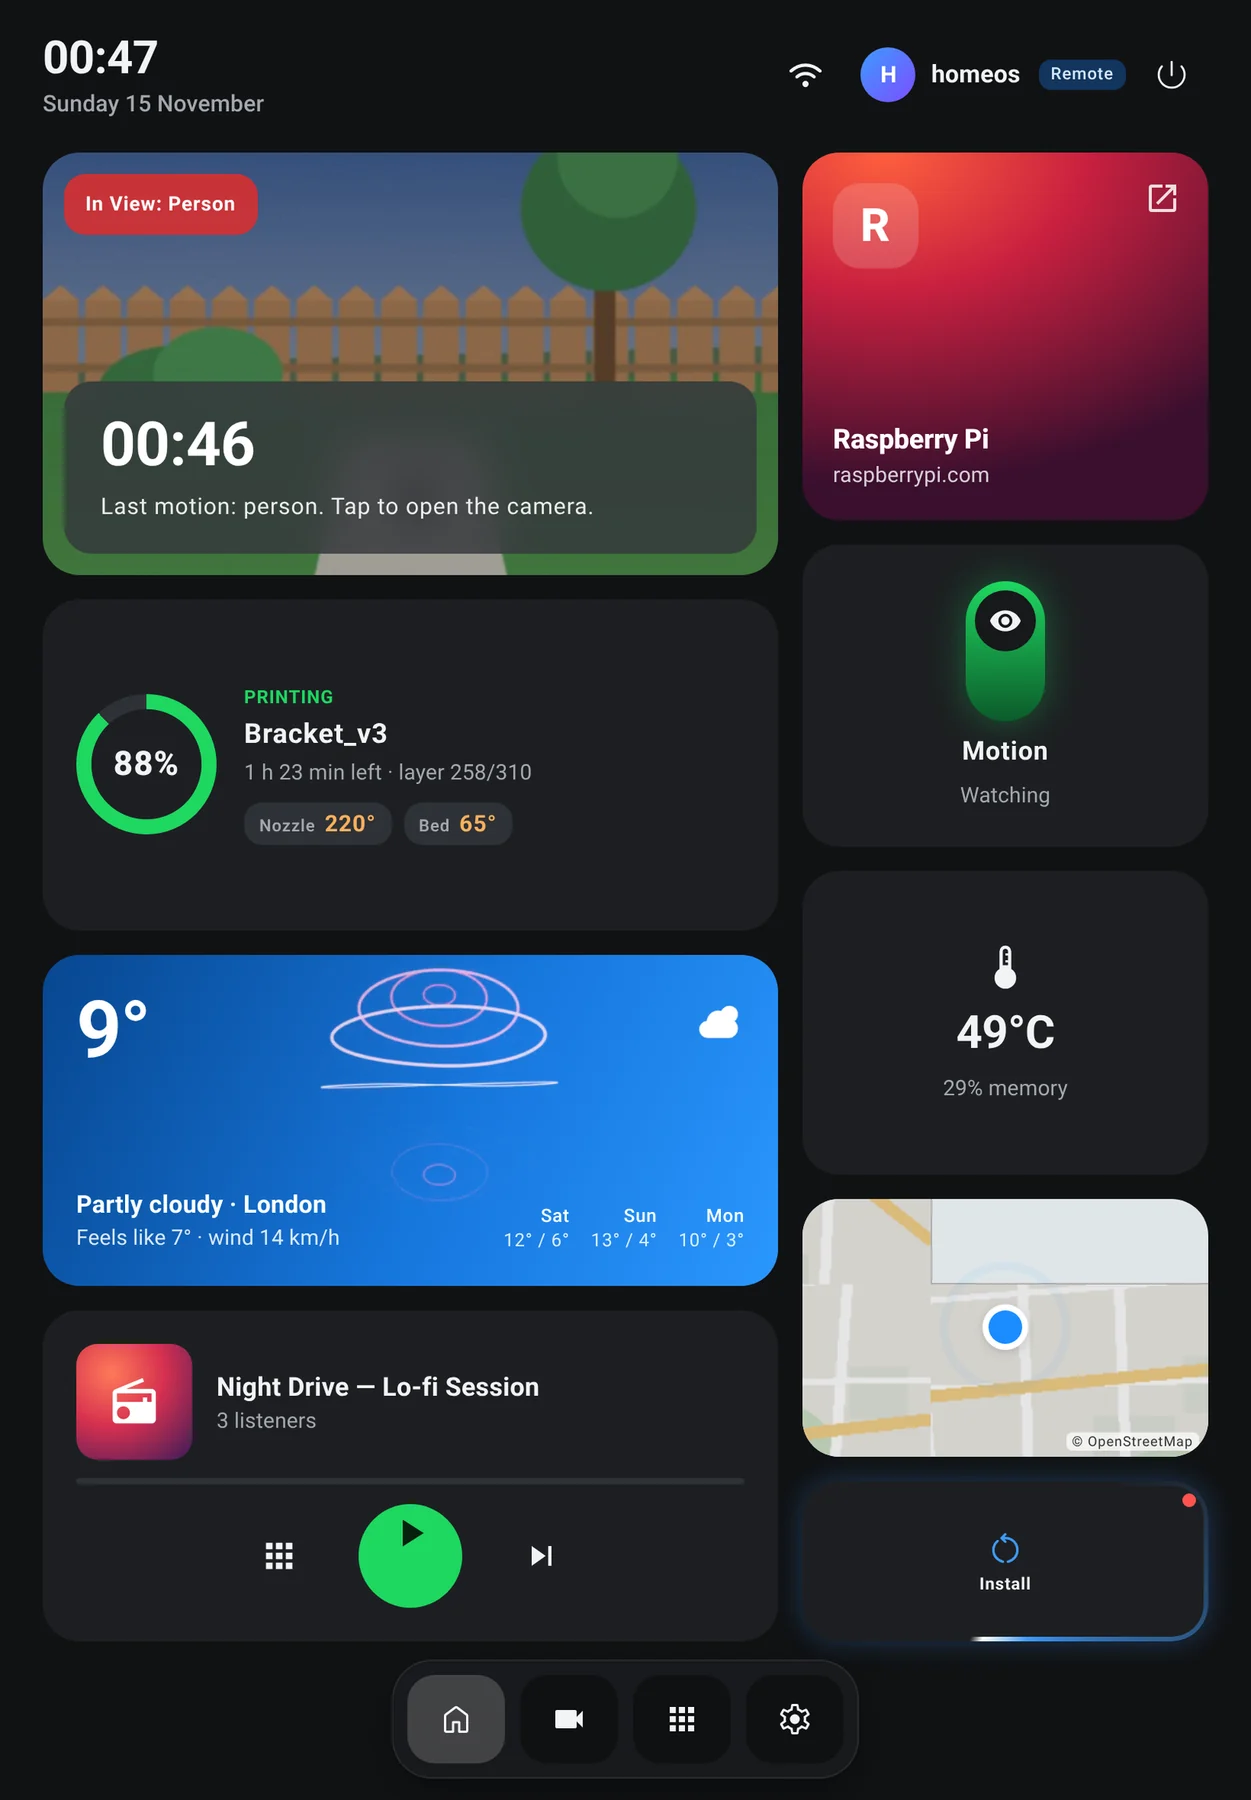 00:47
Sunday 15 November
H
homeos
Remote
In View: Person
00:46
Last motion: person. Tap to open the camera.
R
Raspberry Pi
raspberrypi.com
PRINTING
88%
Bracket_v3
1 h 23 min left · layer 258/310
Nozzle 220°
Bed 65°
Motion
Watching
49°C
29% memory
9°
Partly cloudy · London
Feels like 7° · wind 14 km/h
Sat
12° / 6°
Sun
13° / 4°
Mon
10° / 3°
© OpenStreetMap
Night Drive — Lo-fi Session
3 listeners
Install